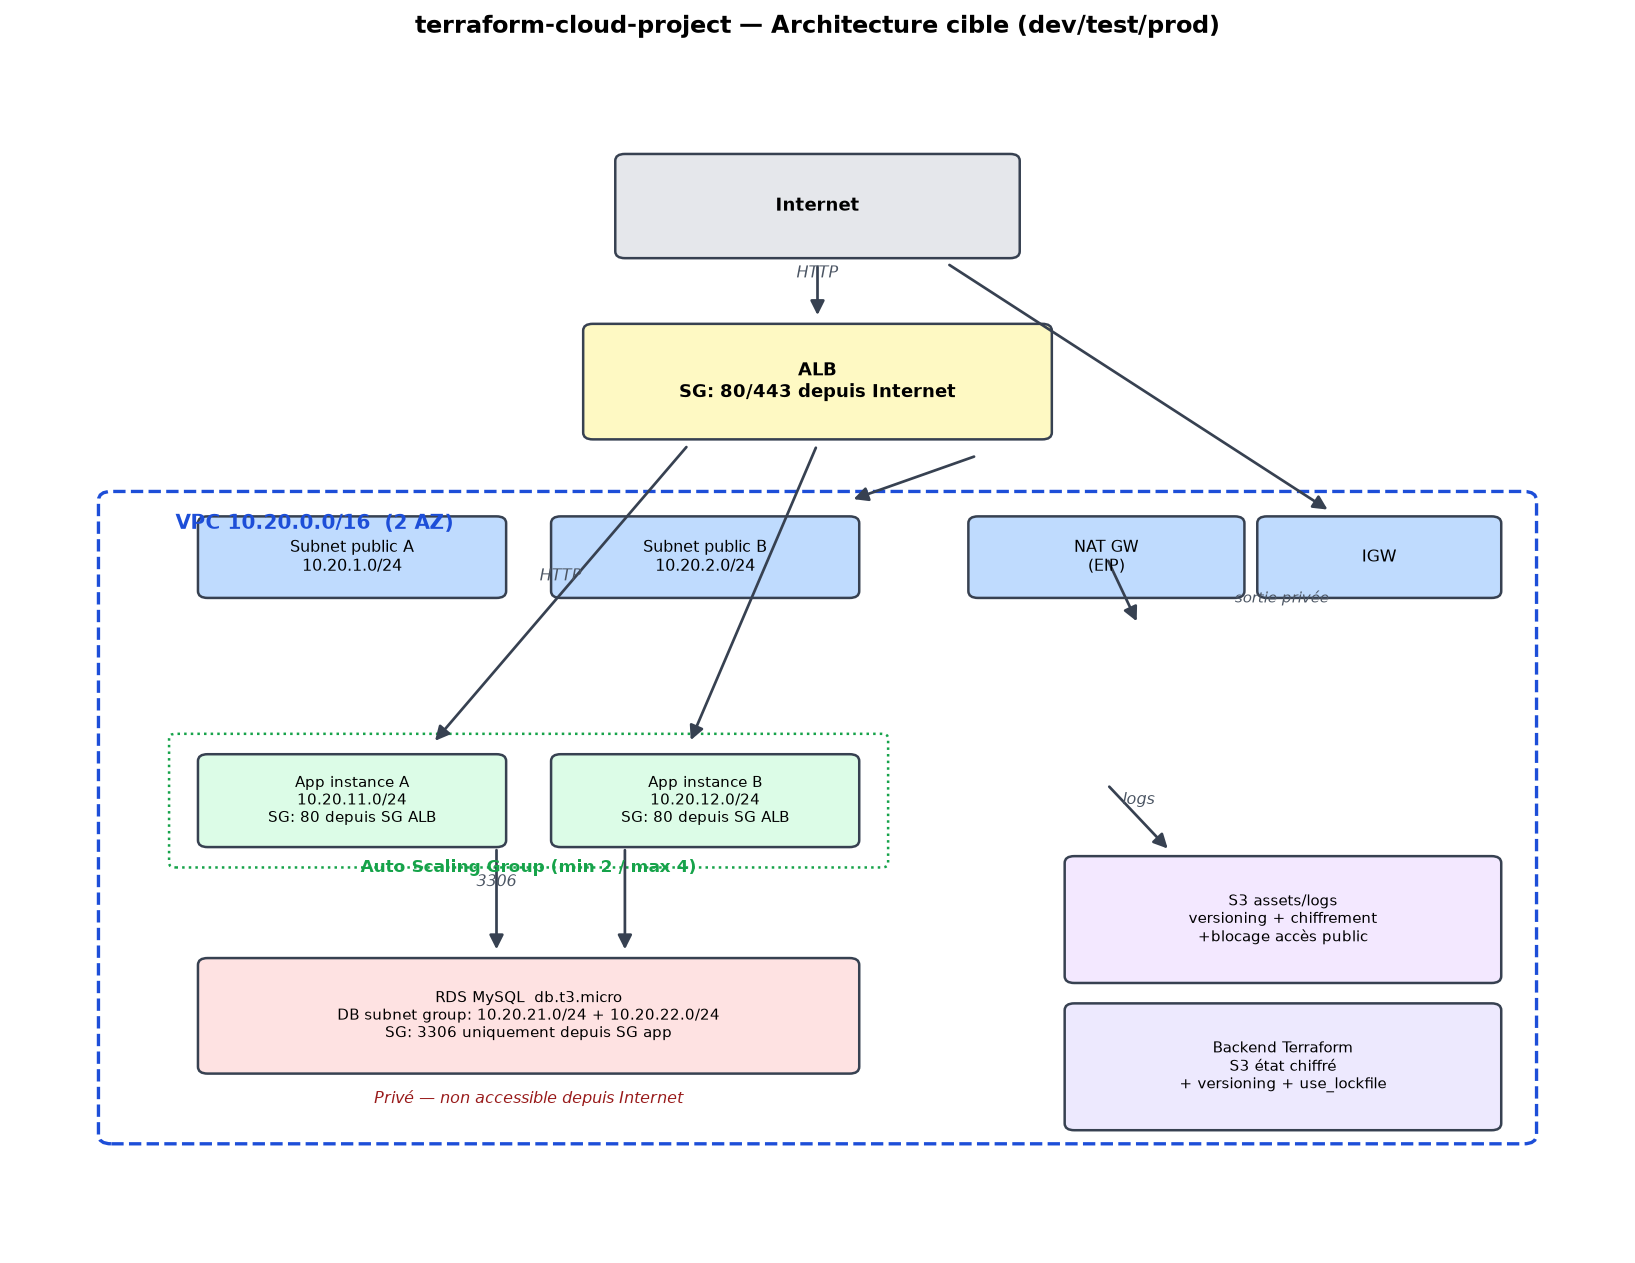 terraform-cloud-project — Architecture cible (dev/test/prod)
Internet
HTTP
ALB
SG: 80/443 depuis Internet
VPC 10.20.0.0/16  (2 AZ)
Subnet public A
10.20.1.0/24
Subnet public B
10.20.2.0/24
NAT GW
(EIP)
IGW
HTTP
sortie privée
App instance A
10.20.11.0/24
SG: 80 depuis SG ALB
App instance B
10.20.12.0/24
SG: 80 depuis SG ALB
logs
Auto Scaling Group (min 2 / max 4)
3306
S3 assets/logs
versioning + chiffrement
+blocage accès public
RDS MySQL  db.t3.micro
DB subnet group: 10.20.21.0/24 + 10.20.22.0/24
SG: 3306 uniquement depuis SG app
Backend Terraform
S3 état chiffré
+ versioning + use_lockfile
Privé — non accessible depuis Internet